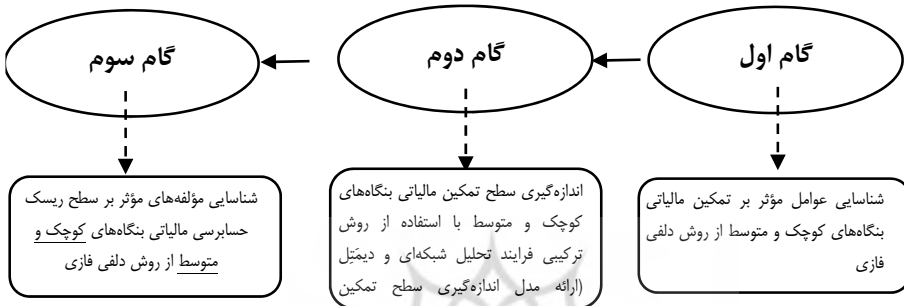 گام اول
گام دوم
گام سوم
شناسایی عوامل مؤثر بر تمکین مالیاتی
بنگاه‌های کوچک و متوسط از روش دلفی
فازی
اندازه‌گیری سطح تمکین مالیاتی بنگاه‌های
کوچک و متوسط با استفاده از روش
ترکیبی فرایند تحلیل شبکه‌ای و دیمَتِل
(ارائه مدل اندازه‌گیری سطح تمکین
شناسایی مؤلفه‌های مؤثر بر سطح ریسک
حسابرسی مالیاتی بنگاه‌های کوچک و
متوسط از روش دلفی فازی